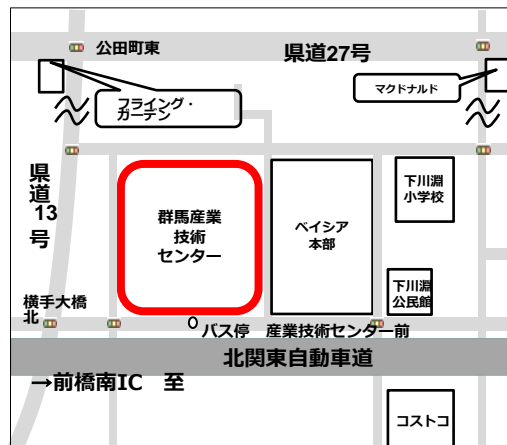 公田町東
県道27号
フライング・
ガーデン
マクドナルド
県
道
13
号
群馬産業
技術
センター
ベイシア
本部
下川淵
小学校
下川淵
公民館
横手大橋
北
バス停 産業技術センター前
北関東自動車道
→前橋南IC 至
コストコ